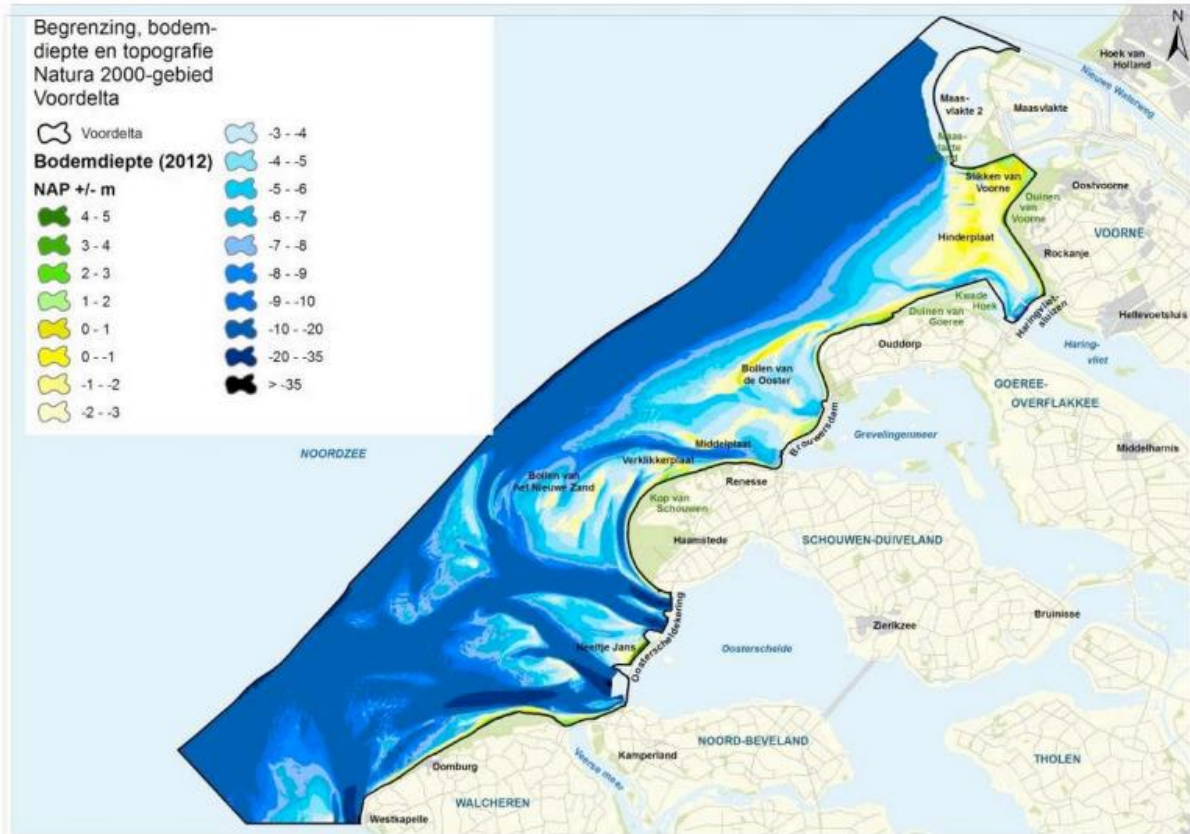 Begrenzing, bodem-
diepte en topografie
Natura 2000-gebied
Voordelta
Voordelta
Bodemdiepte (2012)
NAP +/- m
4 - 5
3 - 4
2 - 3
1 - 2
0 - 1
0 - -1
-1 - -2
-2 - -3
-3 - -4
-4 - -5
-5 - -6
-6 - -7
-7 - -8
-8 - -9
-9 - -10
-10 - -20
-20 - -35
> -35
N
Hoek van
Holland
Nieuwe Waterweg
Maas-
vlakte 2
Maasvlakte
Maas-
vlakte
Slikken van
Voorne
Oostvoorne
Duinen
van
Voorne
VOORNE
Hinderplaat
Rockanje
Kwade
Hoek
Haringvliet-
sluizen
Hellevoetsluis
Duinen van
Goeree
Ouddorp
Haring-
vliet
Bollen van
de Ooster
GOEREE-
OVERFLAKKEE
Brouwersdam
Grevelingenmeer
Middelharnis
NOORDZEE
Middelplaat
Verklikkerplaat
Bollen van
het Nieuwe Zand
Renesse
Kop van
Schouwen
Haamstede
SCHOUWEN-DUIVELAND
Bruinisse
Zierikzee
Neeltje Jans
Oosterscheldekering
Oosterschelde
NOORD-BEVELAND
Kamperland
THOLEN
Veerse meer
Domburg
WALCHEREN
Westkapelle